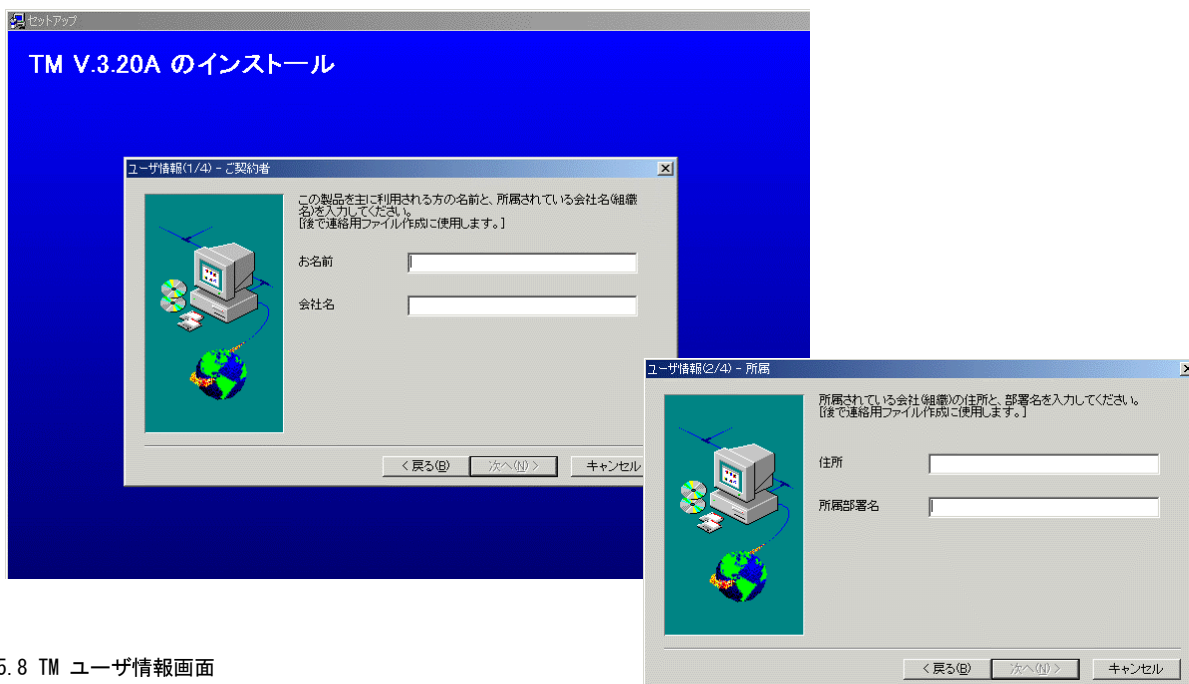 セットアップ
TM V.3.20A のインストール
ユーザ情報(1/4) - ご契約者
この製品を主に利用される方の名前と、所属されている会社名(組織
名)を入力してください。
[後で連絡用ファイル作成に使用します。]
お名前
会社名
< 戻る(B)
次へ(N) >
キャンセル
ユーザ情報(2/4) - 所属
所属されている会社(組織)の住所と、部署名を入力してください。
[後で連絡用ファイル作成に使用します。]
住所
所属部署名
< 戻る(B)
次へ(N) >
キャンセル
5.8 TM ユーザ情報画面